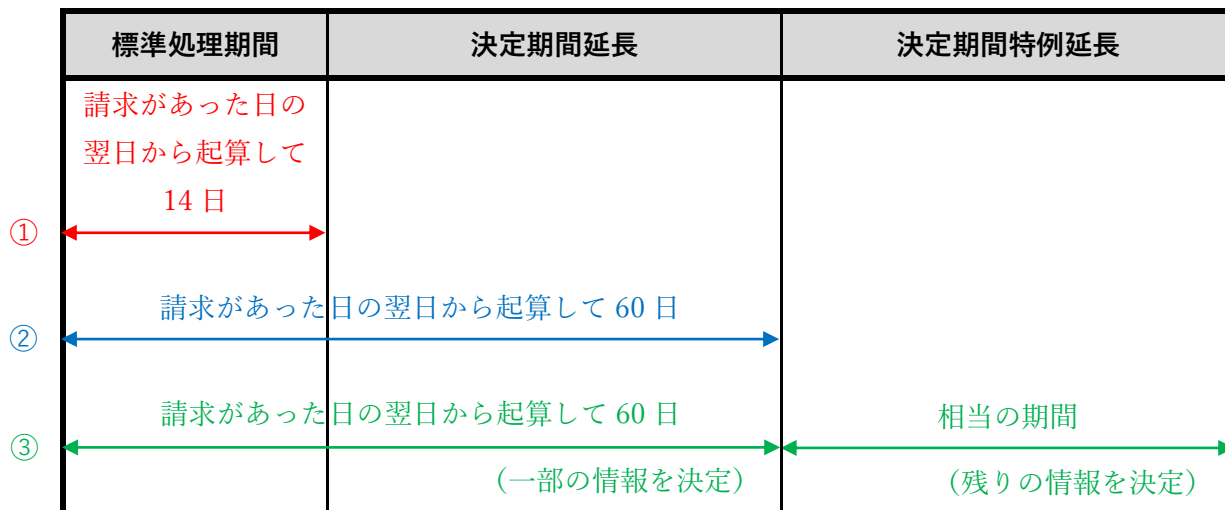 標準処理期間 決定期間延長 決定期間特例延長
請求があった日の
翌日から起算して
14 日
①
請求があった日の翌日から起算して 60 日
②
請求があった日の翌日から起算して 60 日 相当の期間
③
（一部の情報を決定） （残りの情報を決定）